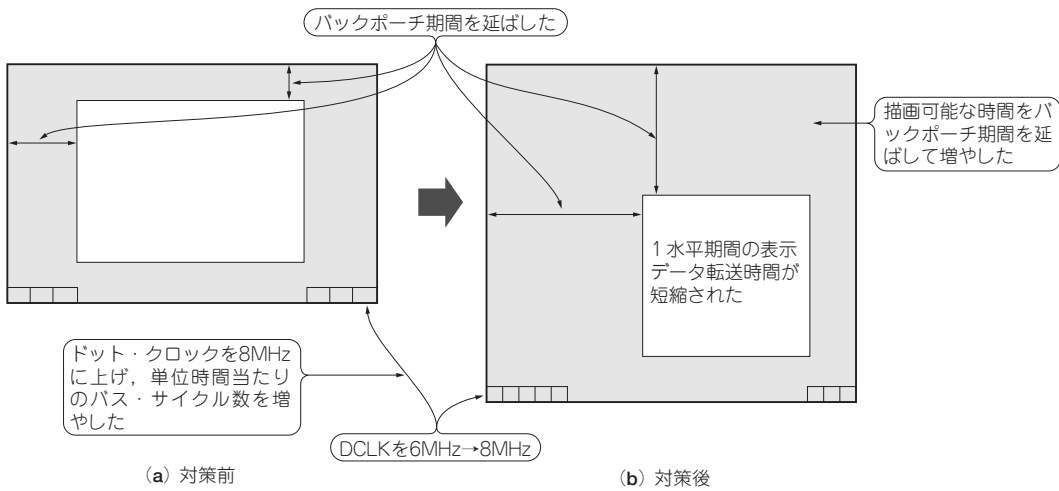 バックポーチ期間を延ばした
描画可能な時間をバ
ックポーチ期間を延
ばして増やした
1水平期間の表示
データ転送時間が
短縮された
ドット・クロックを8MHz
に上げ，単位時間当たり
のバス・サイクル数を増
やした
DCLKを6MHz→8MHz
（a）対策前
（b）対策後